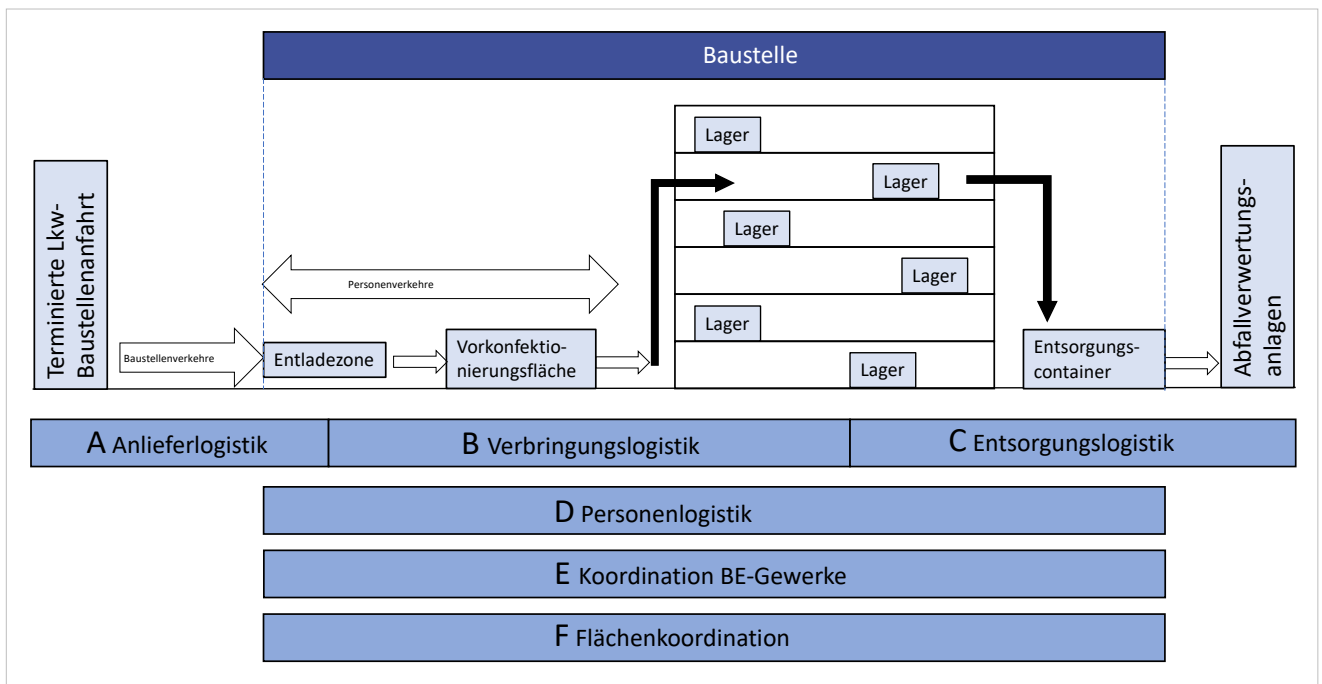 Baustelle
Lager
Lager
Lager
Lager
Lager
Lager
Terminierte Lkw-
Baustellenanfahrt
Baustellenverkehre
Personenverkehre
Entladezone
Vorkonfektio-
nierungsfläche
Entsorgungs-
container
Abfallverwertungs-
anlagen
A Anlieferlogistik
B Verbringungslogistik
C Entsorgungslogistik
D Personenlogistik
E Koordination BE-Gewerke
F Flächenkoordination